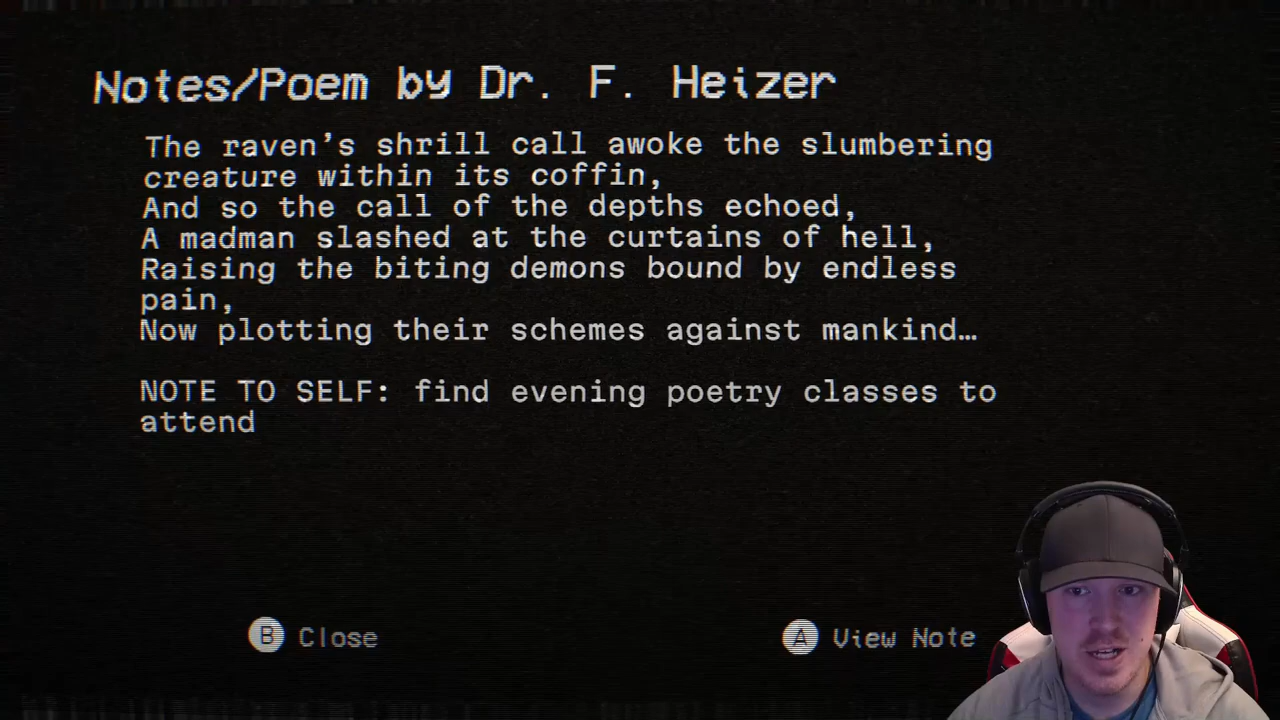 Notes/Poem by Dr. F. Heizer
The raven’s shrill call awoke the slumbering
creature within its coffin,
And so the call of the depths echoed,
A madman slashed at the curtains of hell,
Raising the biting demons bound by endless
pain,
Now plotting their schemes against mankind…
NOTE TO SELF: find evening poetry classes to
attend
B Close
A View Note